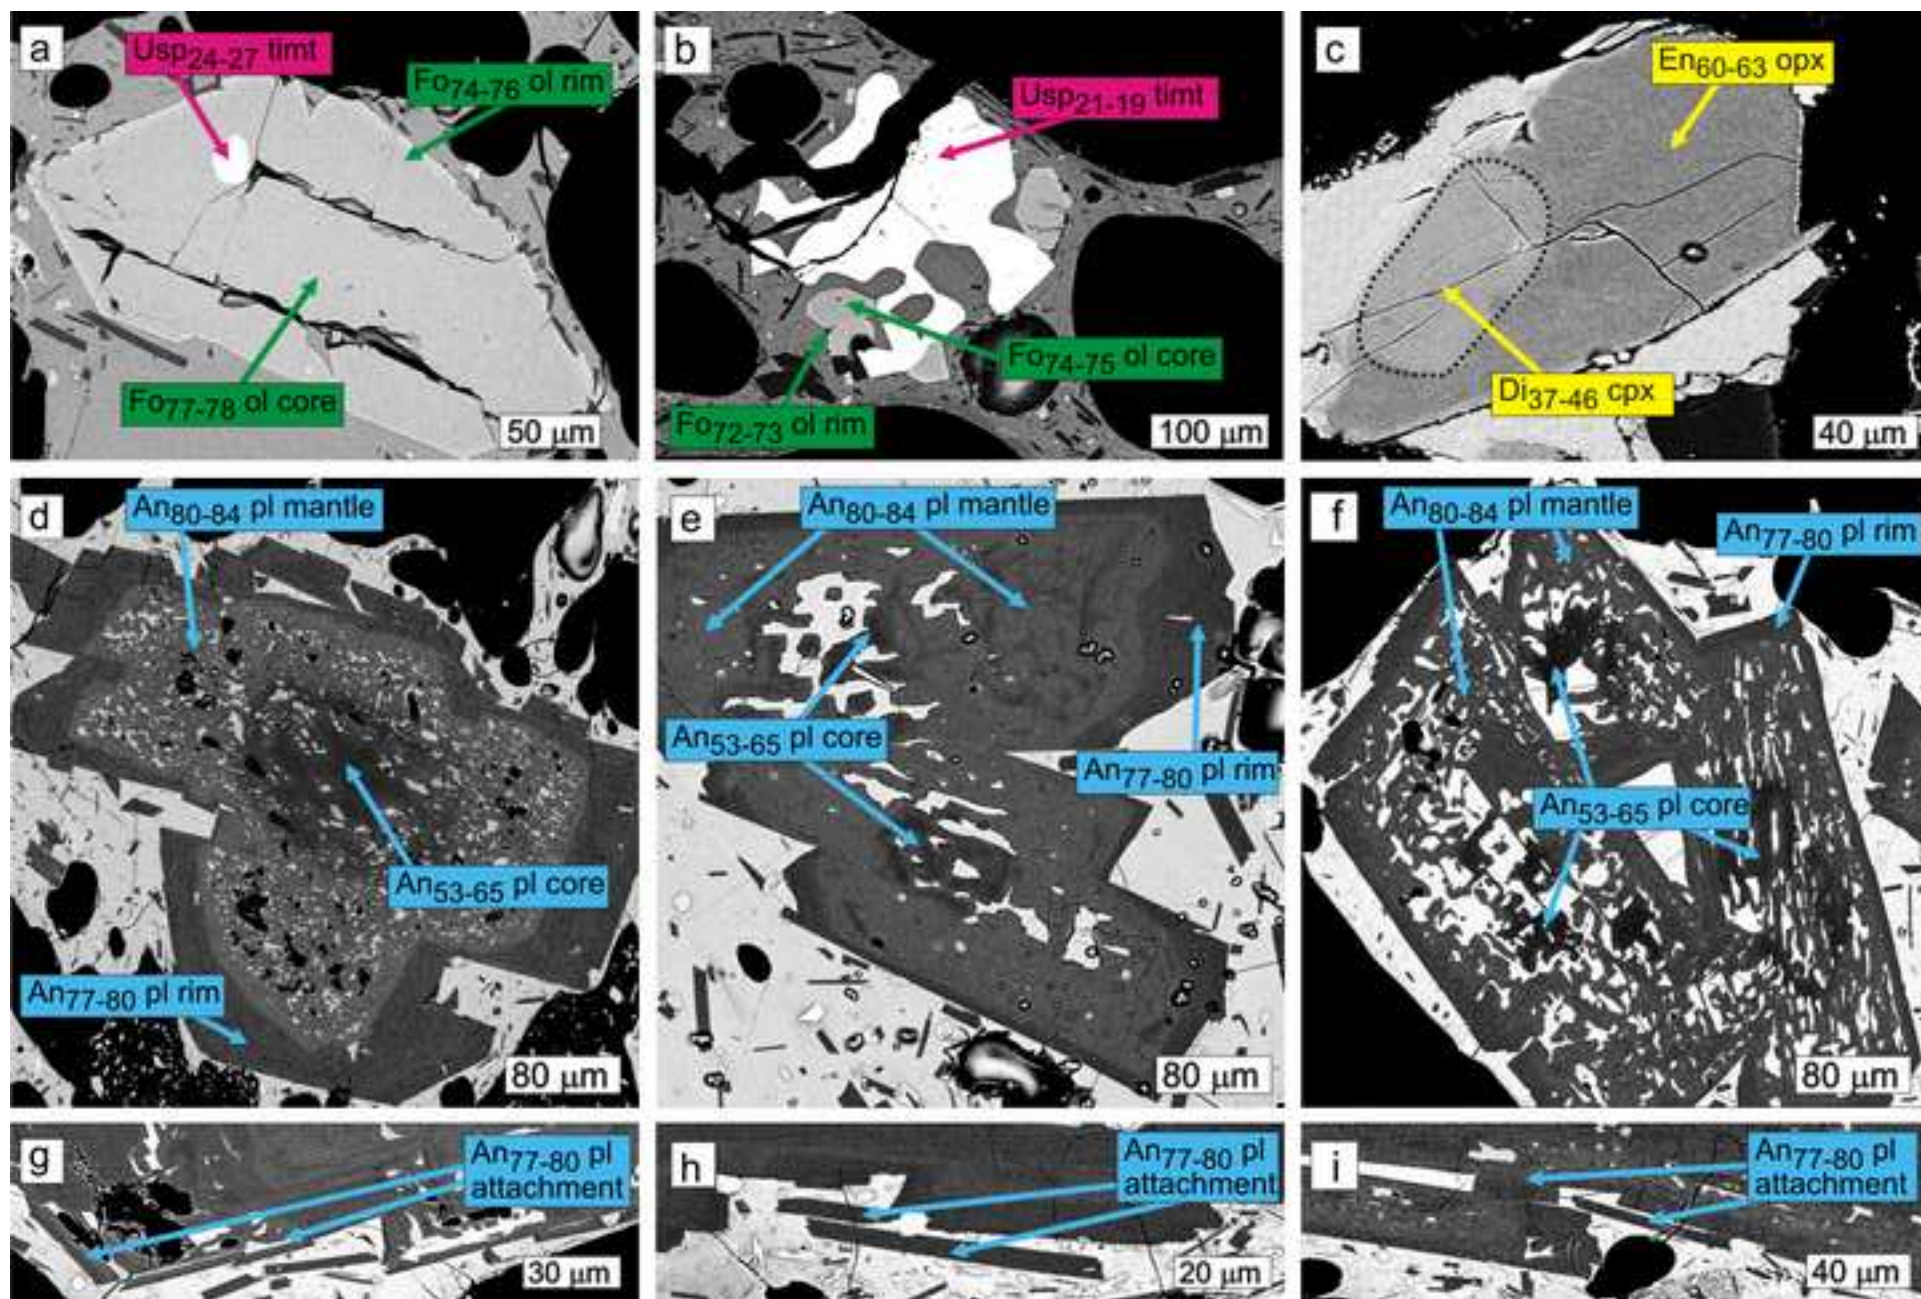 a
Usp24-27 timt
Fo74-76 ol rim
Fo77-78 ol core
50 µm
b
Usp21-19 timt
Fo74-75 ol core
Fo72-73 ol rim
100 µm
c
En60-63 opx
Di37-46 cpx
40 µm
d
An80-84 pl mantle
An53-65 pl core
An77-80 pl rim
80 µm
e
An80-84 pl mantle
An53-65 pl core
An77-80 pl rim
80 µm
f
An80-84 pl mantle
An77-80 pl rim
An53-65 pl core
80 µm
g
An77-80 pl
attachment
30 µm
h
An77-80 pl
attachment
20 µm
i
An77-80 pl
attachment
40 µm